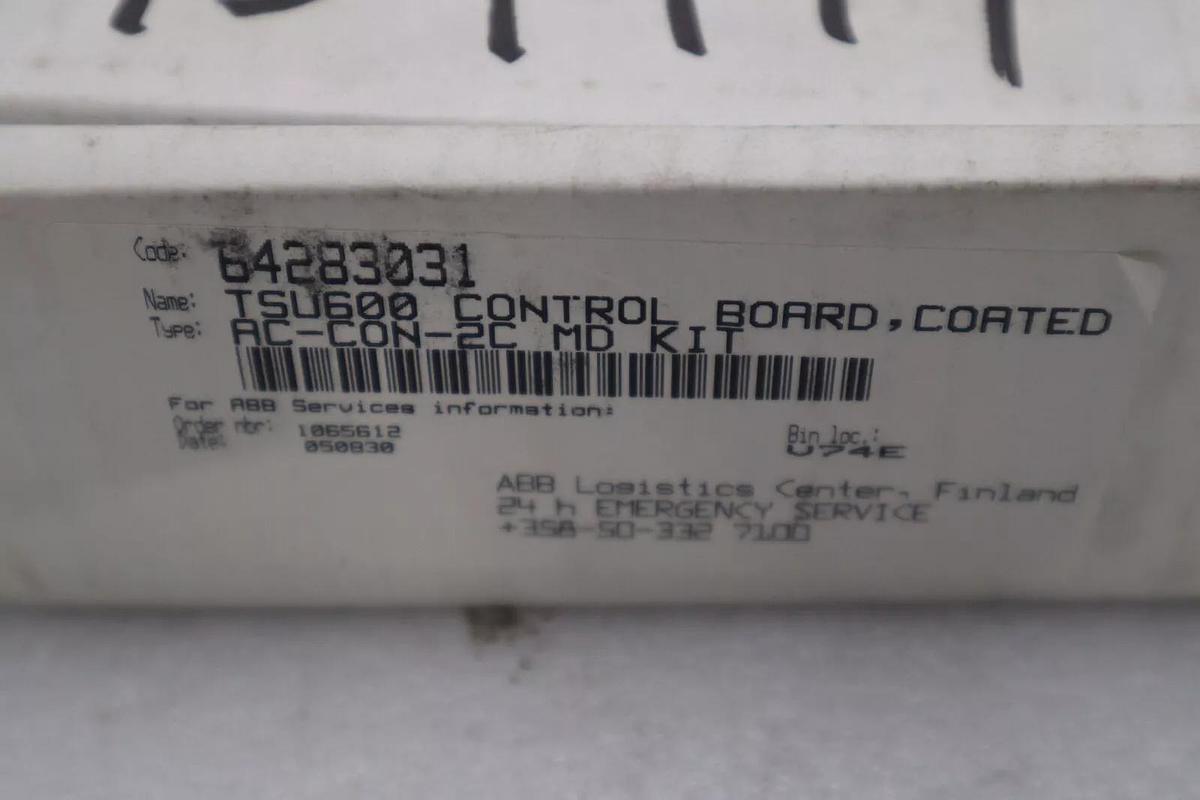 Code: 64283031
Name: TSU600 CONTROL BOARD,COATED
Type: AC-CON-2C MD KIT
For ABB Services information:
Order nbr: 1065612
Date: 050830
Bin loc.:
U74E
ABB Logistics Center, Finland
24 h EMERGENCY SERVICE
+358-50-332 7100